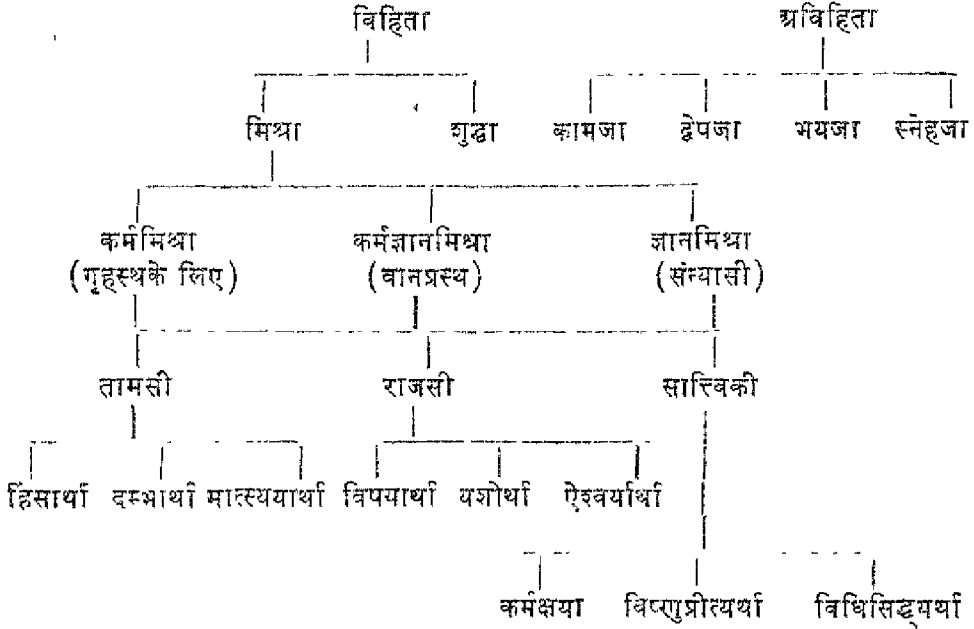 विहिता अविहिता
मिश्रा शुद्धा कामजा द्वेषजा भयजा स्नेहजा
कर्ममिश्रा कर्मज्ञानमिश्रा ज्ञानमिश्रा
(गृहस्थके लिए) (वानप्रस्थ) (संन्यासी)
तामसी राजसी सात्त्विकी
हिंसार्था दम्भार्था मात्स्ययार्था विषयार्था यशोर्था ऐश्वर्यार्था
कर्मक्षया विष्णुप्रीत्यर्था विधिसिद्ध्यर्था